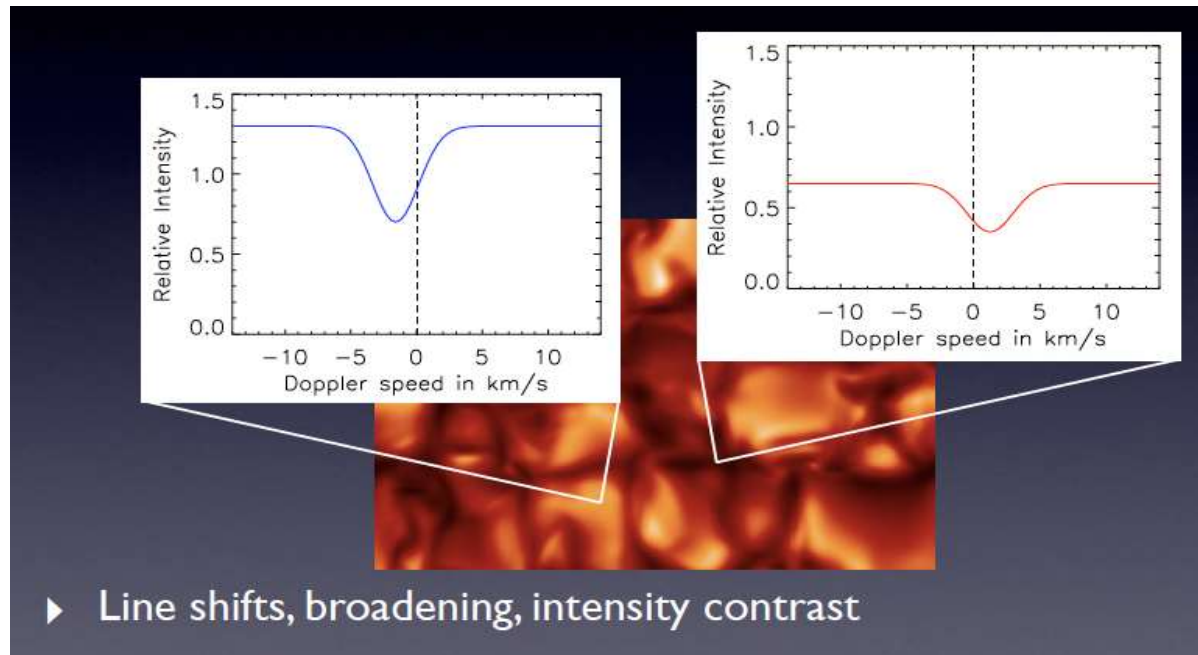 1.5
1.0
0.5
0.0
Relative Intensity
−10 −5 0 5 10
Doppler speed in km/s
1.5
1.0
0.5
0.0
Relative Intensity
−10 −5 0 5 10
Doppler speed in km/s
Line shifts, broadening, intensity contrast